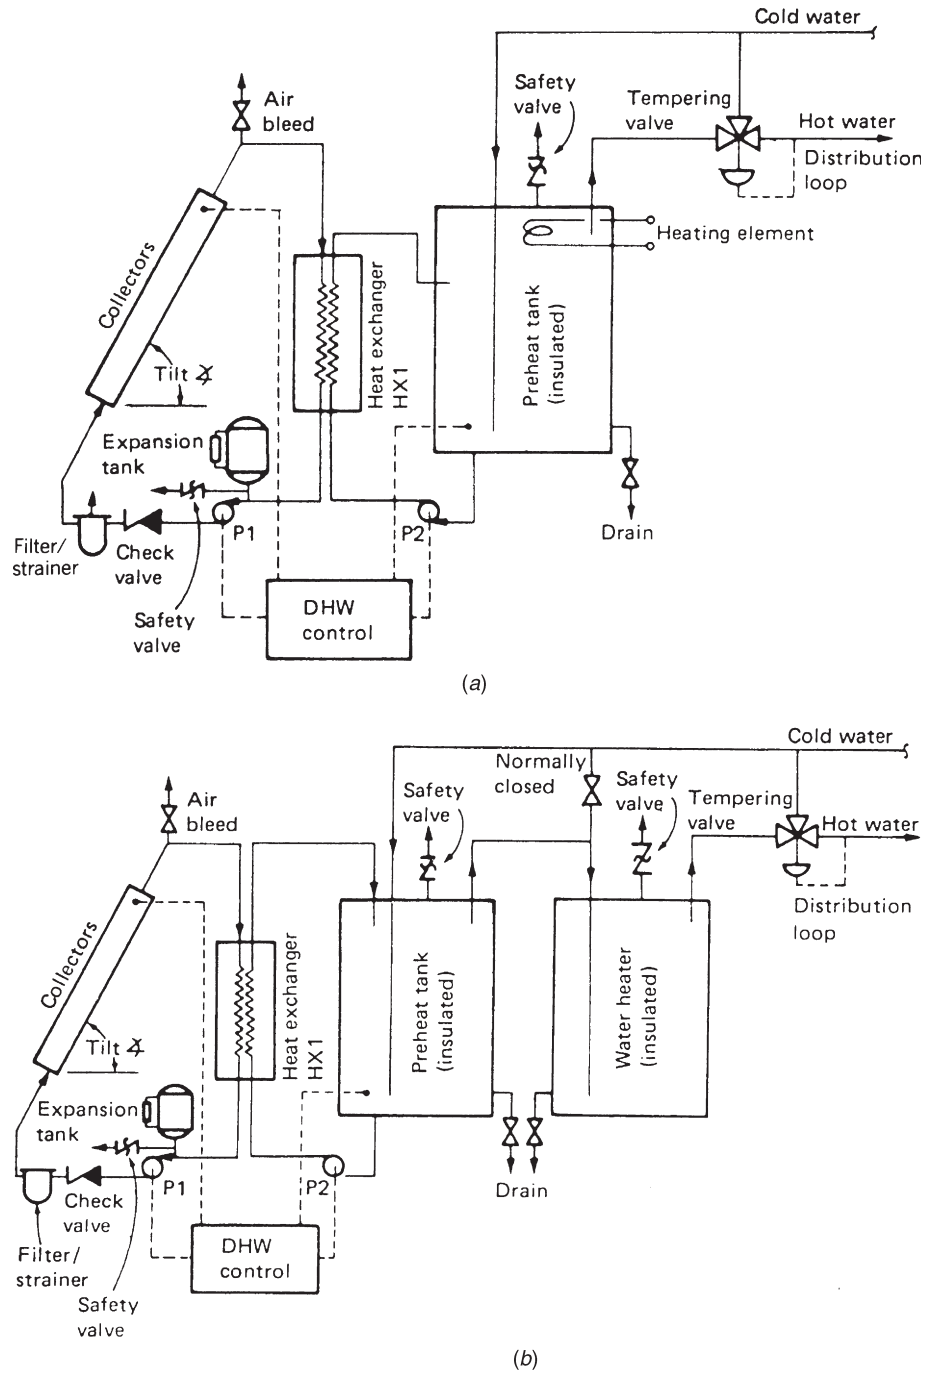 Cold water
Safety
valve
Tempering
valve
Hot water
Distribution
loop
Air
bleed
Heating element
Collectors
Heat exchanger
HX1
Preheat tank
(insulated)
Tilt
Expansion
tank
P1
P2
Drain
Filter/
strainer
Check
valve
Safety
valve
DHW
control
(a)
Cold water
Normally
closed
Safety
valve
Safety
valve
Tempering
valve
Hot water
Distribution
loop
Air
bleed
Collectors
Heat exchanger
HX1
Preheat tank
(insulated)
Water heater
(insulated)
Tilt
Expansion
tank
P1
P2
Drain
Check
valve
Filter/
strainer
Safety
valve
DHW
control
(b)